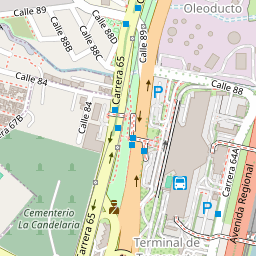 Calle 89
Oleoducto
Calle 88B
Calle 88C
Calle 88D
Calle 89
Carrera 65
Calle 84
Calle 88
P
Calle 84
Carrera 67B
Carrera 64A
Avenida Regional
Cementerio
La Candelaria
Carrera 65
P
Terminal de